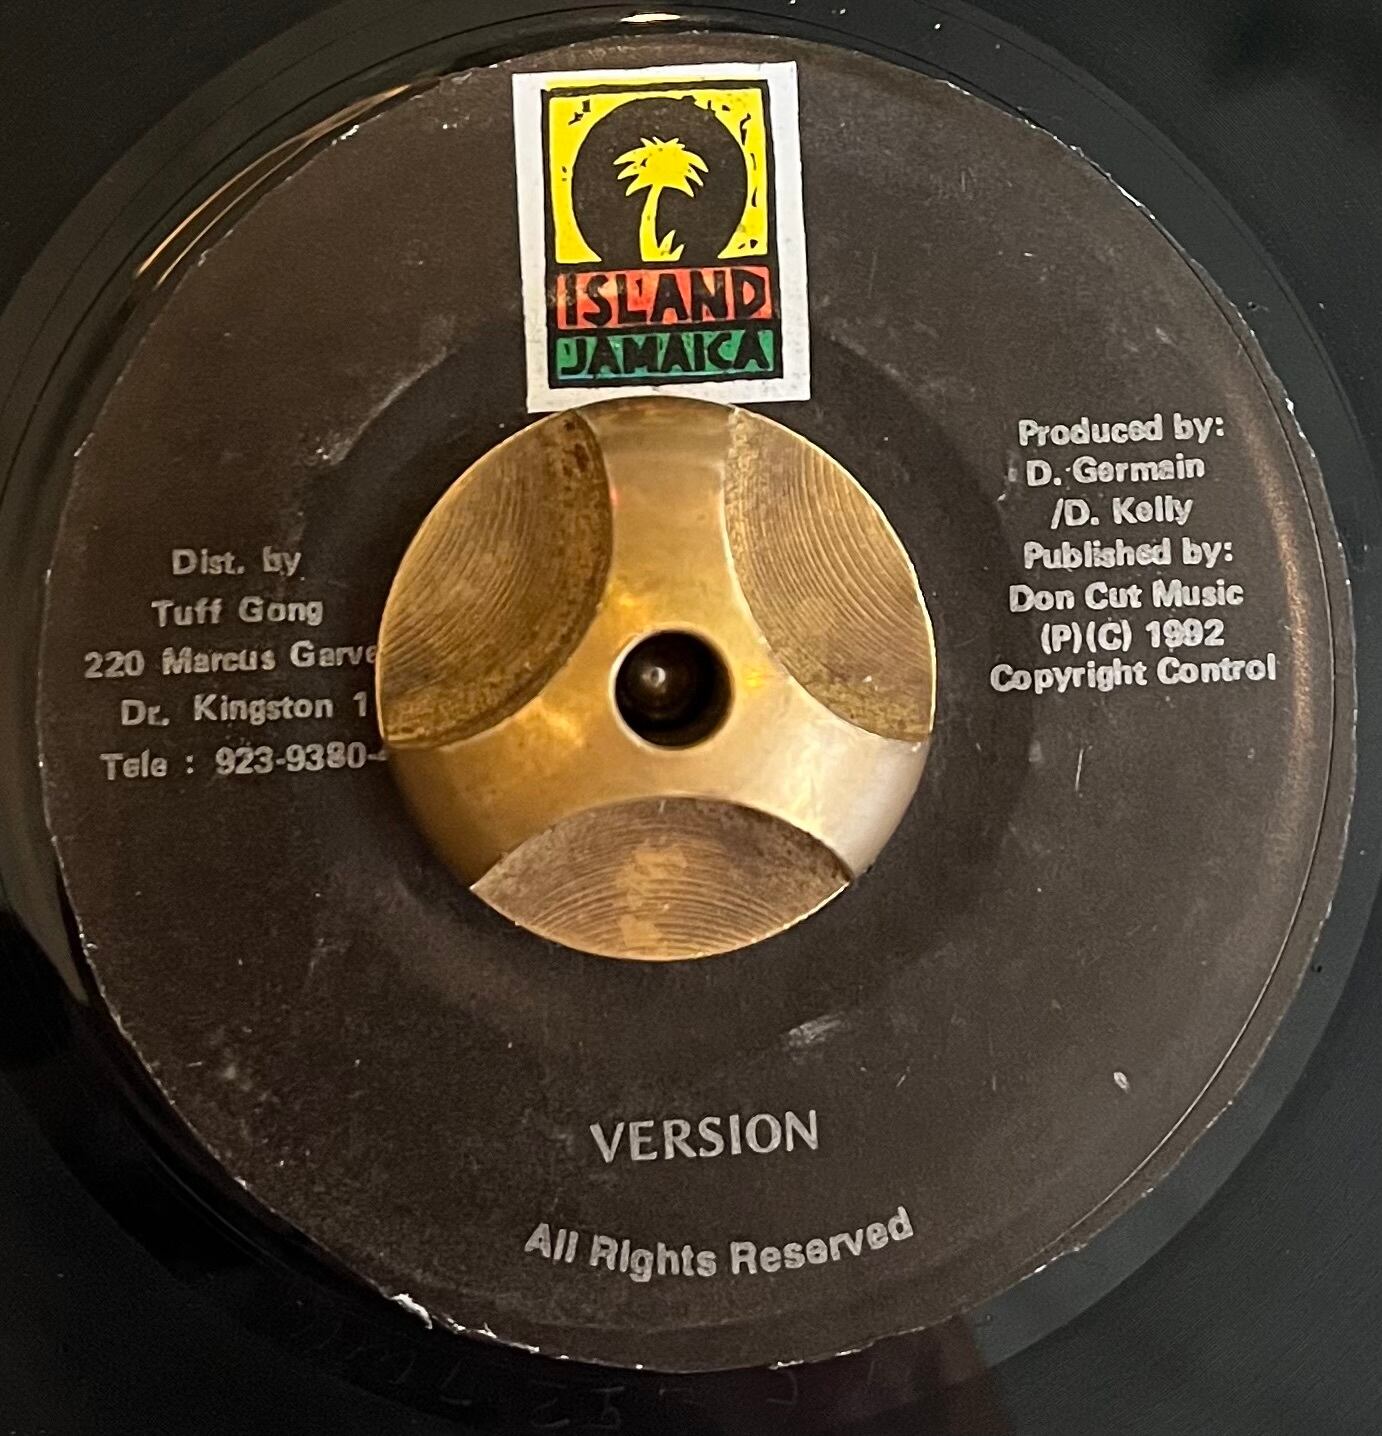 ISLAND
JAMAICA
Dist. by
Tuff Gong
220 Marcus Garve
Dr. Kingston 1
Tele : 923-9380-
Produced by:
D. Germain
/D. Kelly
Published by:
Don Cut Music
(P)(C) 1992
Copyright Control
VERSION
All Rights Reserved